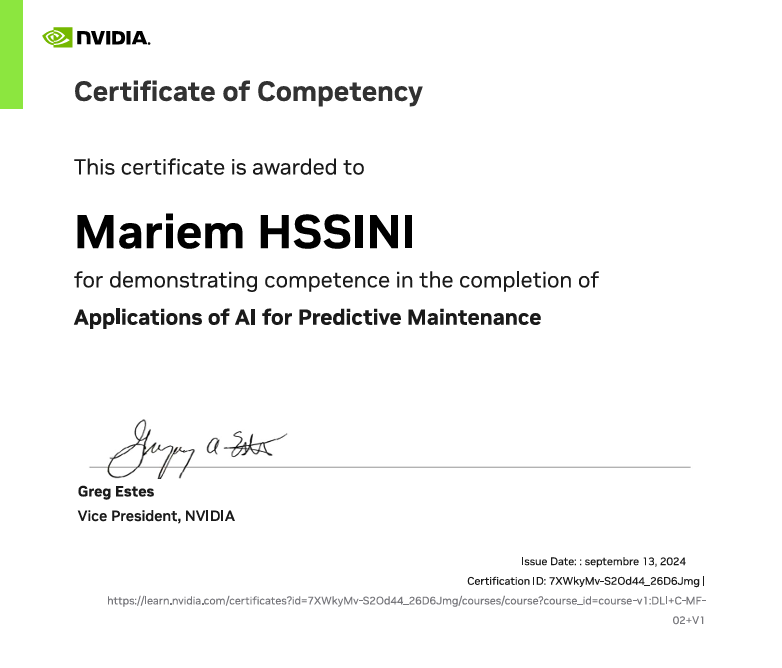 NVIDIA.
Certificate of Competency
This certificate is awarded to
Mariem HSSINI
for demonstrating competence in the completion of
Applications of AI for Predictive Maintenance
Greg Estes
Vice President, NVIDIA
Issue Date: : septembre 13, 2024
Certification ID: 7XWkyMv-S2Od44_26D6Jmg |
https://learn.nvidia.com/certificates?id=7XWkyMv-S2Od44_26D6Jmg/courses/course?course_id=course-v1:DLI+C-MF-
02+V1